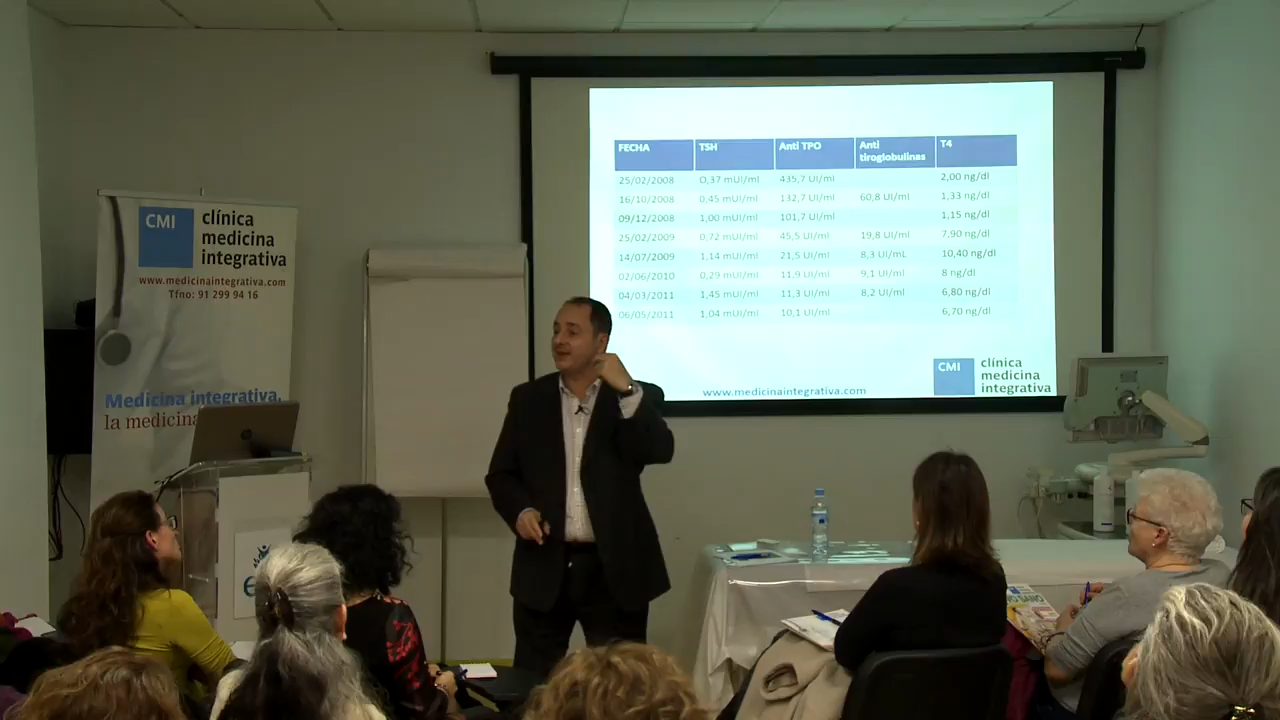 CMI
clínica
medicina
integrativa
www.medicinaintegrativa.com
Tfno: 91 299 94 16
Medicina integrativa,
la medicina
FECHA TSH Anti TPO Anti tiroglobulinas T4
25/02/2008 0,37 mUI/ml 435,7 UI/ml 2,00 ng/dl
16/10/2008 0,45 mUI/ml 132,7 UI/ml 60,8 UI/ml 1,33 ng/dl
09/12/2008 1,00 mUI/ml 101,7 UI/ml 1,15 ng/dl
25/02/2009 0,72 mUI/ml 45,5 UI/ml 19,8 UI/ml 7,90 ng/dl
14/07/2009 1,14 mUI/ml 21,5 UI/ml 8,3 UI/mL 10,40 ng/dl
02/06/2010 0,29 mUI/ml 11,9 UI/ml 9,1 UI/ml 8 ng/dl
04/03/2011 1,45 mUI/ml 11,3 UI/ml 8,2 UI/ml 6,80 ng/dl
06/05/2011 1,04 mUI/ml 10,1 UI/ml 6,70 ng/dl
www.medicinaintegrativa.com
CMI
clínica
medicina
integrativa